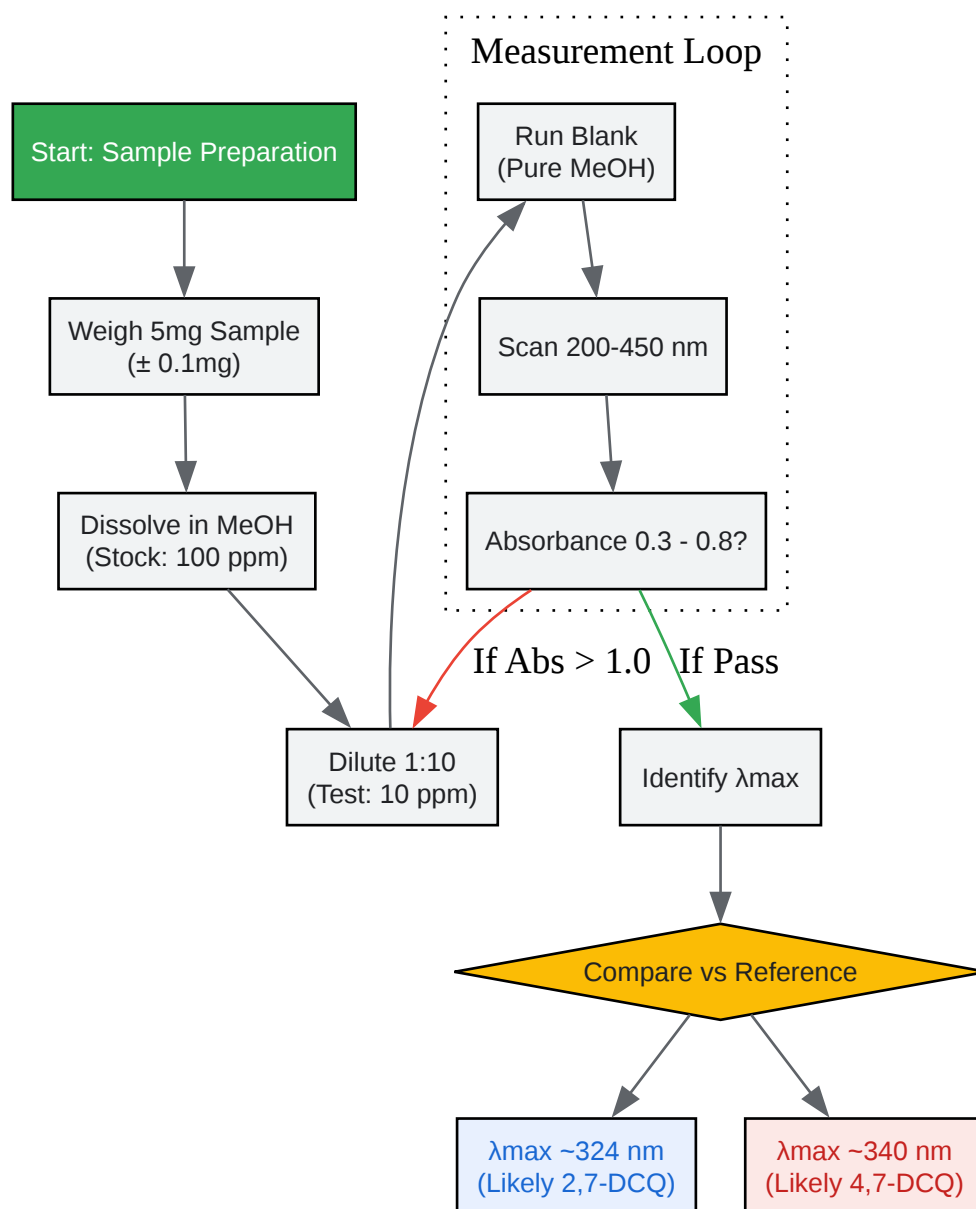 Measurement Loop
Start: Sample Preparation
Weigh 5mg Sample
(± 0.1mg)
Dissolve in MeOH
(Stock: 100 ppm)
Dilute 1:10
(Test: 10 ppm)
Run Blank
(Pure MeOH)
Scan 200-450 nm
Absorbance 0.3 - 0.8?
If Abs > 1.0
If Pass
Identify λmax
Compare vs Reference
λmax ~324 nm
(Likely 2,7-DCQ)
λmax ~340 nm
(Likely 4,7-DCQ)